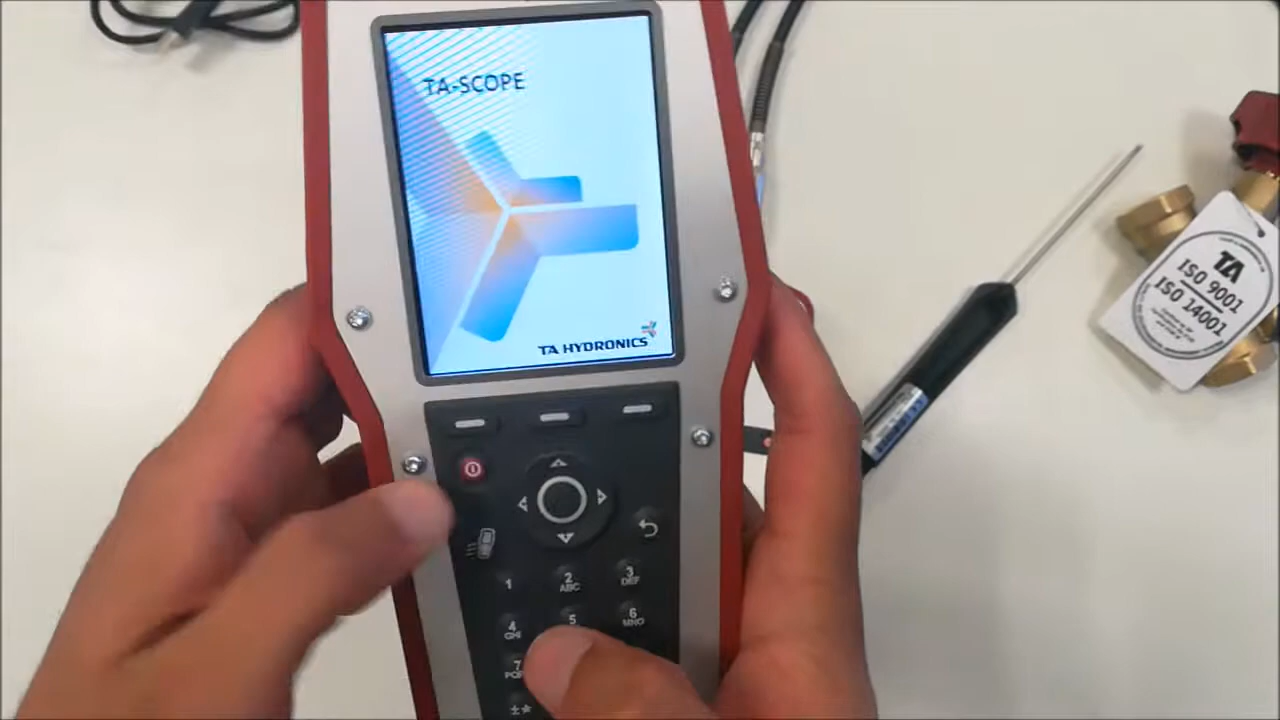 TA-SCOPE
TA HYDRONICS
1
2
ABC
3
DEF
4
GHI
5
6
MNO
7
±*
TA
ISO 9001
ISO 14001